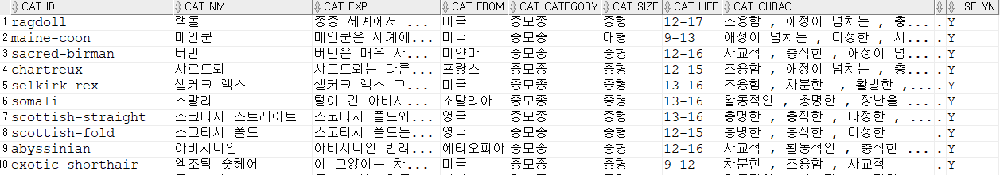 CAT_ID CAT_NM CAT_EXP CAT_FROM CAT_CATEGORY CAT_SIZE CAT_LIFE CAT_CHRAC USE_YN
1 ragdoll 랙돌 종종 세계에서 ... 미국 중모종 중형 12-17 조용함 , 애정이 넘치는 , 충... . Y
2 maine-coon 메인쿤 메인쿤은 세계에... 미국 중모종 대형 9-13 애정이 넘치는 , 다정한 , 사... . Y
3 sacred-birman 버만 버만은 매우 사... 미얀마 중모종 중형 12-16 사교적 , 충직한 , 애정이 넘... . Y
4 chartreux 샤르트뢰 샤르트뢰는 다른... 프랑스 중모종 중형 12-15 조용함 , 애정이 넘치는 , 충... . Y
5 selkirk-rex 셀커크 렉스 셀커크 렉스 고... 미국 중모종 중형 13-16 조용함 , 차분한 , 활발한 ,... . Y
6 somali 소말리 털이 긴 아비시... 소말리아 중모종 중형 13-16 활동적인 , 총명한 , 장난을 ... . Y
7 scottish-straight 스코티시 스트레이트 스코티시 폴드와... 영국 중모종 중형 13-16 총명한 , 충직한 , 다정한 , ... . Y
8 scottish-fold 스코티시 폴드 스코티시 폴드는... 영국 중모종 중형 12-15 총명한 , 충직한 , 다정한 . Y
9 abyssinian 아비시니안 아비시니안 반려... 에티오피아 중모종 중형 12-16 사교적 , 활동적인 , 충직한 ... . Y
10 exotic-shorthair 엑조틱 숏헤어 이 고양이는 차... 미국 중모종 중형 9-12 차분한 , 조용함 , 사교적 . Y